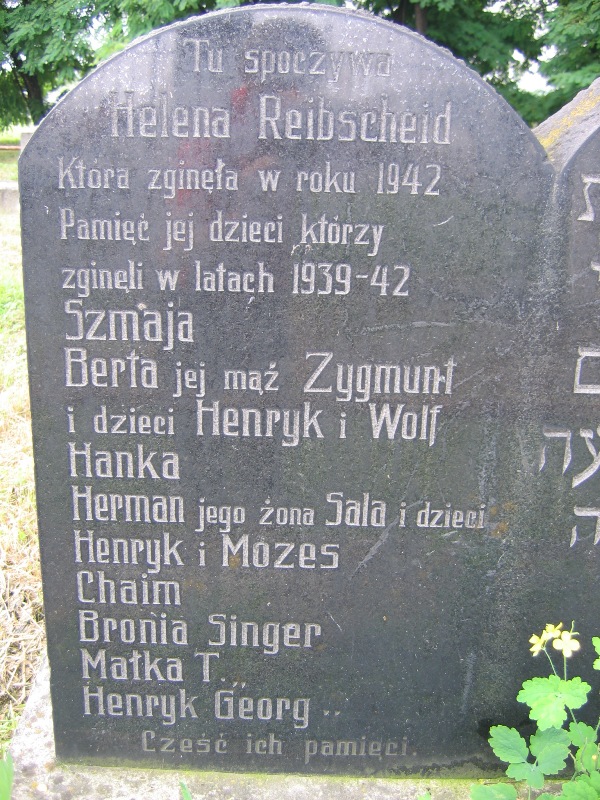 Tu spoczywa
Helena Reibscheid
Która zginęła w roku 1942
Pamięć jej dzieci którzy
zginęli w latach 1939-42
Szmaja
Berta jej mąż Zygmunt
i dzieci Henryk i Wolf
Hanka
Herman jego żona Sala i dzieci
Henryk i Mozes
Chaim
Bronia Singer
Małka T. „
Henryk Georg „
Cześć ich pamięci.